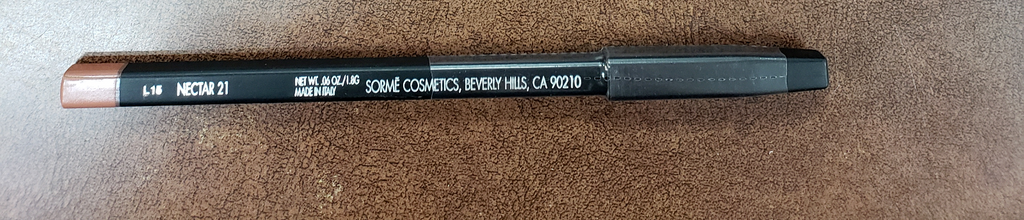 L-15 NECTAR 21
NET WT. .06 OZ./1.8G
MADE IN ITALY
SORMĒ COSMETICS, BEVERLY HILLS, CA 90210